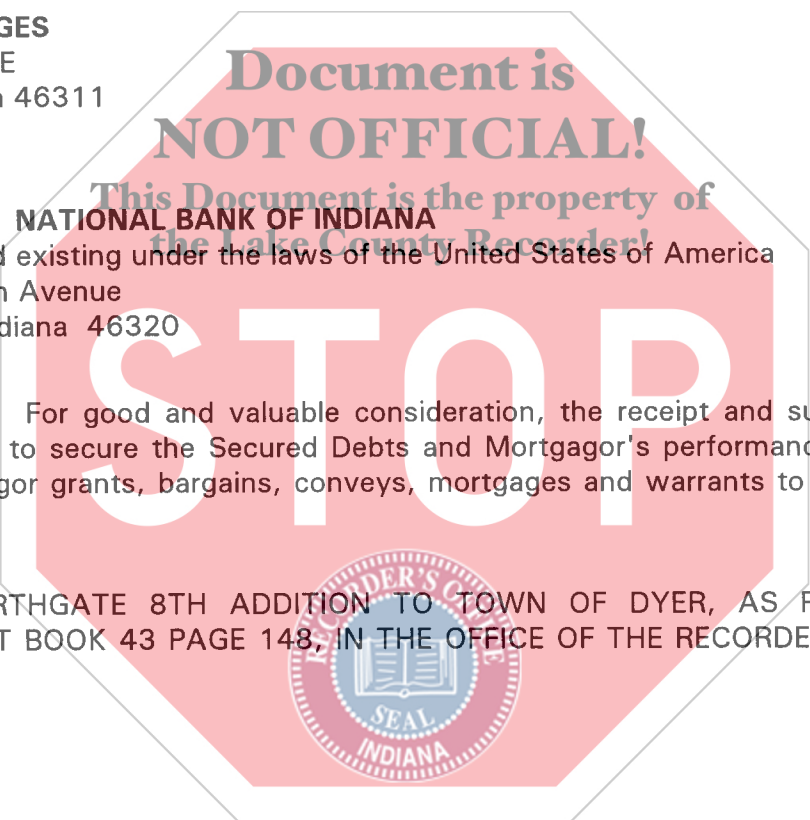 GES
E
46311
Document is
NOT OFFICIAL!
This Document is the property of
the Lake County Recorder!
NATIONAL BANK OF INDIANA
existing under the laws of the United States of America
Avenue
diana 46320
STOP
For good and valuable consideration, the receipt and su
to secure the Secured Debts and Mortgagor's performanc
gor grants, bargains, conveys, mortgages and warrants to
RTHGATE 8TH ADDITION TO TOWN OF DYER, AS
T BOOK 43 PAGE 148, IN THE OFFICE OF THE RECORDE
RECORDER'S OFFICE
SEAL
INDIANA